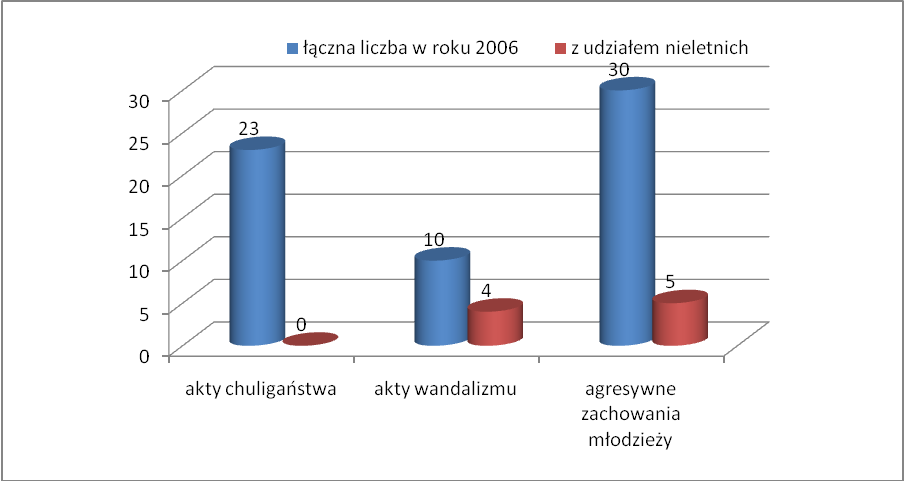 łączna liczba w roku 2006 z udziałem nieletnich
30
25
20
15
10
5
0
23
0
10
4
30
5
akty chuligaństwa
akty wandalizmu
agresywne
zachowania
młodzieży